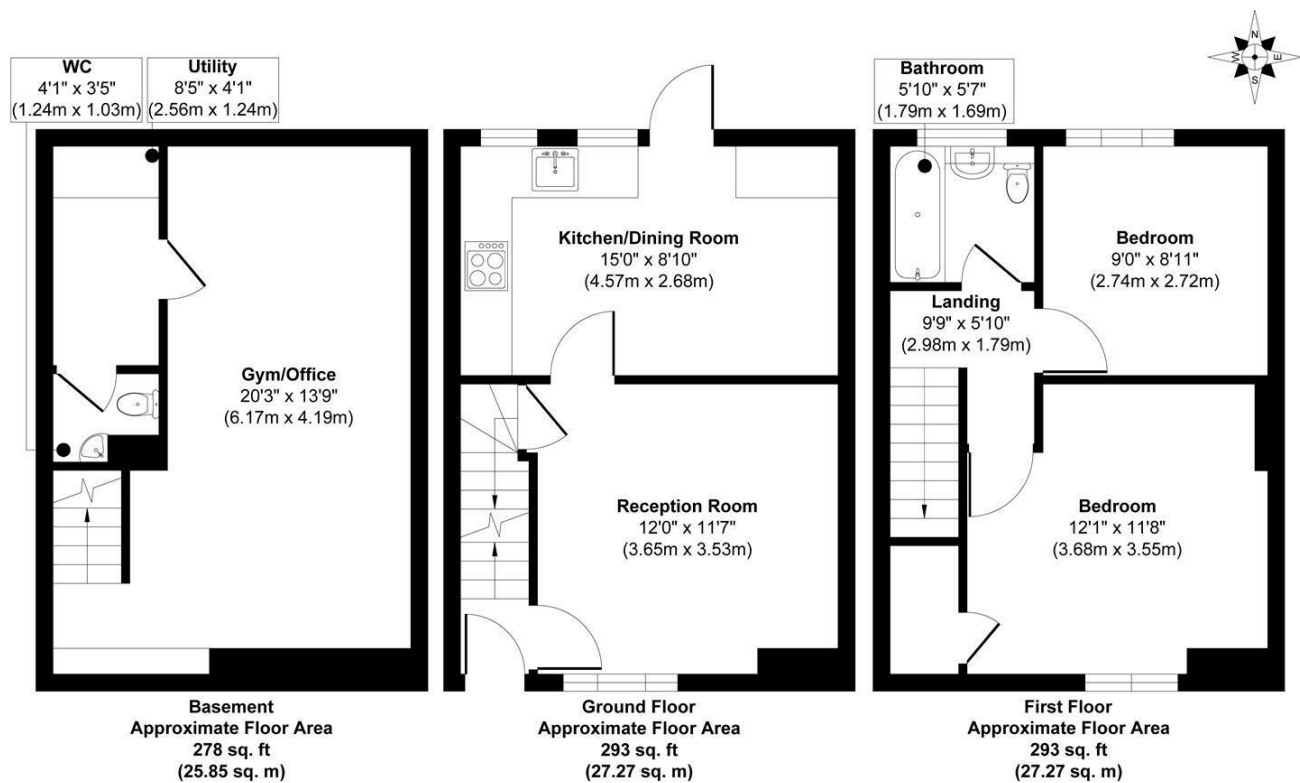 WC
4'1" x 3'5"
(1.24m x 1.03m)
Utility
8'5" x 4'1"
(2.56m x 1.24m)
Gym/Office
20'3" x 13'9"
(6.17m x 4.19m)
Basement
Approximate Floor Area
278 sq. ft
(25.85 sq. m)
Kitchen/Dining Room
15'0" x 8'10"
(4.57m x 2.68m)
Reception Room
12'0" x 11'7"
(3.65m x 3.53m)
Ground Floor
Approximate Floor Area
293 sq. ft
(27.27 sq. m)
N
W
E
S
Bathroom
5'10" x 5'7"
(1.79m x 1.69m)
Bedroom
9'0" x 8'11"
(2.74m x 2.72m)
Landing
9'9" x 5'10"
(2.98m x 1.79m)
Bedroom
12'1" x 11'8"
(3.68m x 3.55m)
First Floor
Approximate Floor Area
293 sq. ft
(27.27 sq. m)